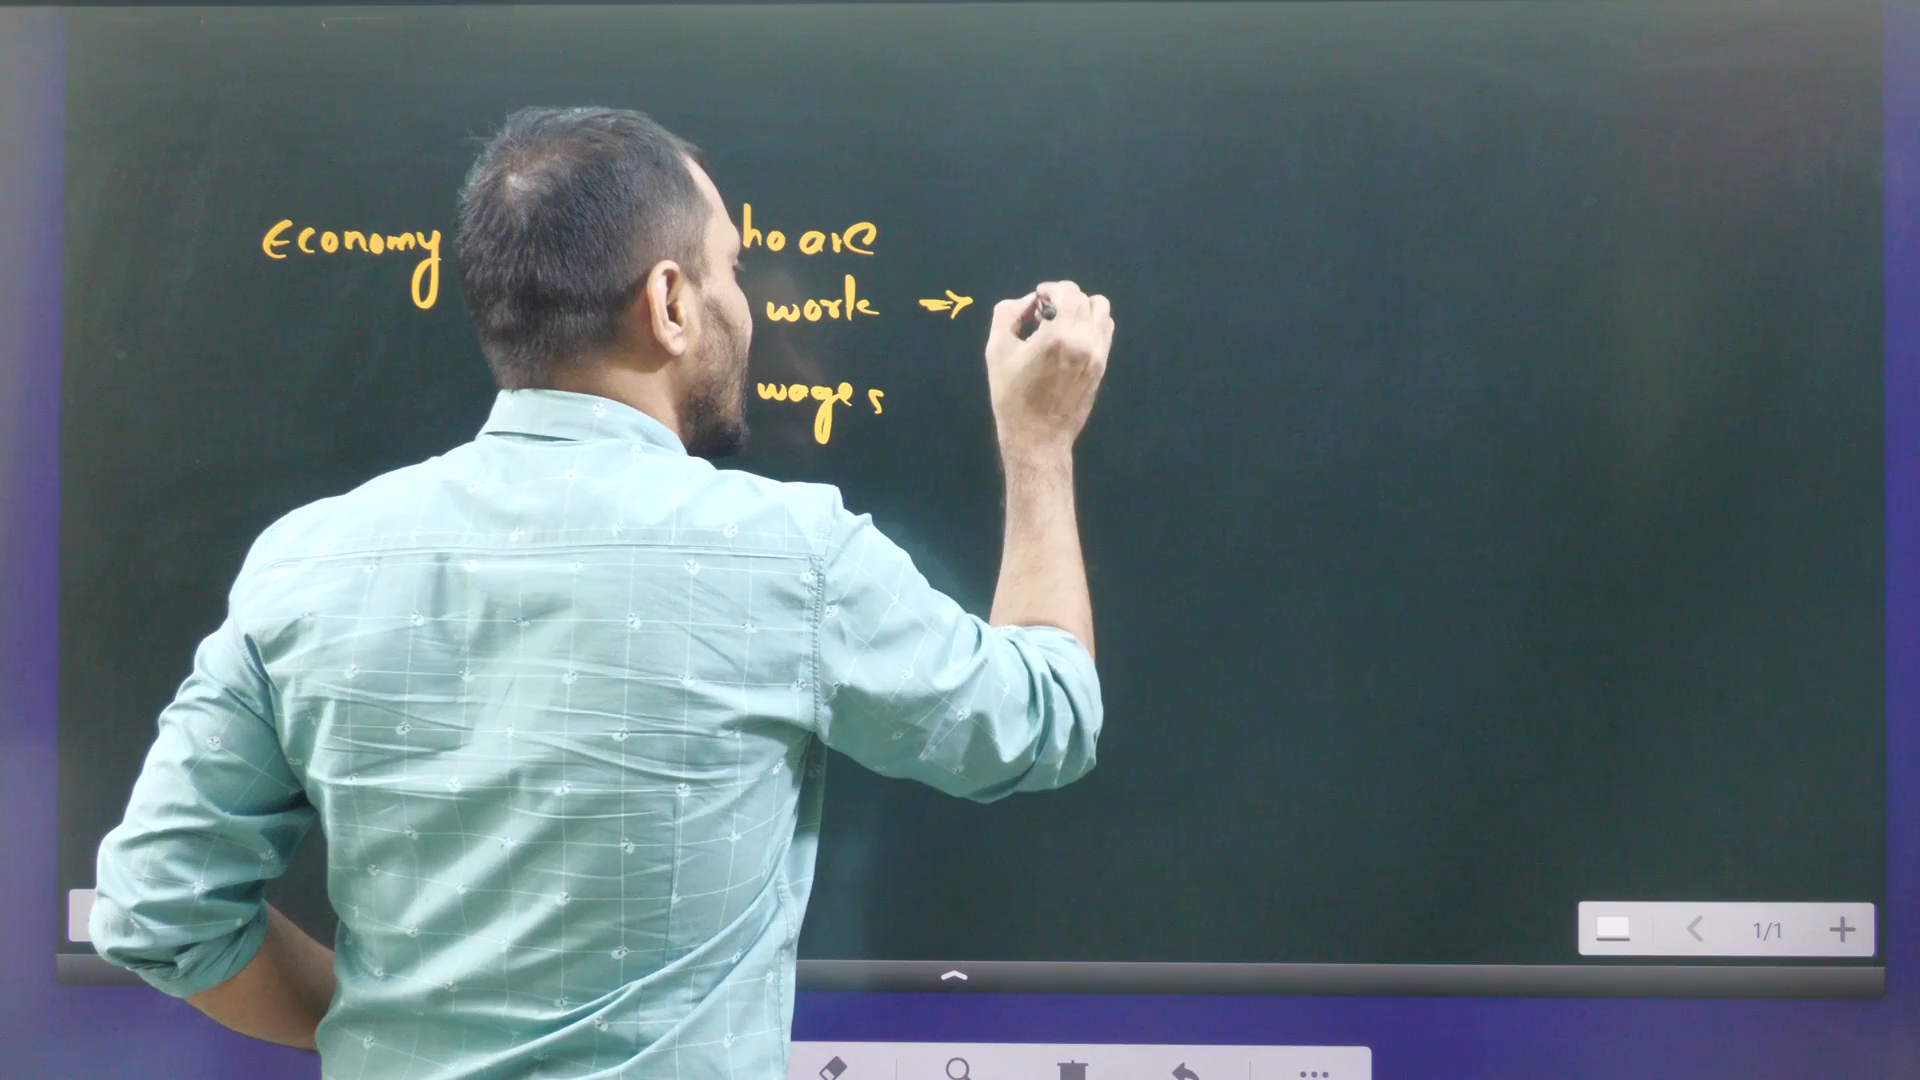 Economy ho are
work →
wages
1/1